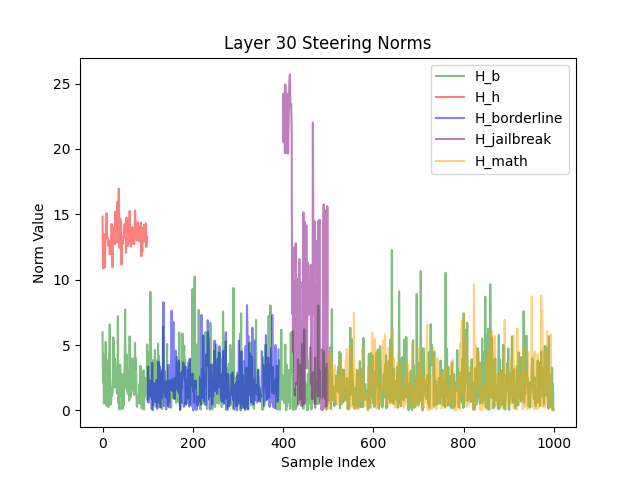 Layer 30 Steering Norms
Norm Value
25
20
15
10
5
0
H_b
H_h
H_borderline
H_jailbreak
H_math
0 200 400 600 800 1000
Sample Index